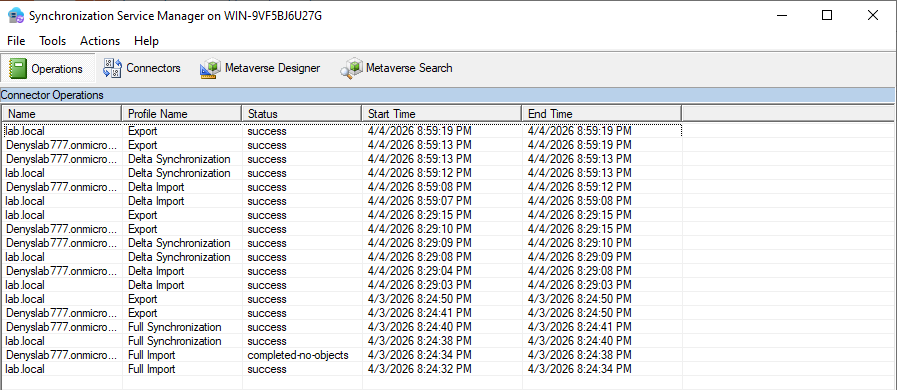 Synchronization Service Manager on WIN-9VF5BJ6U27G
File Tools Actions Help
Operations Connectors Metaverse Designer Metaverse Search
Connector Operations
Name Profile Name Status Start Time End Time
lab.local Export success 4/4/2026 8:59:19 PM 4/4/2026 8:59:19 PM
Denyslab777.onmicro... Export success 4/4/2026 8:59:13 PM 4/4/2026 8:59:19 PM
Denyslab777.onmicro... Delta Synchronization success 4/4/2026 8:59:13 PM 4/4/2026 8:59:13 PM
lab.local Delta Synchronization success 4/4/2026 8:59:12 PM 4/4/2026 8:59:13 PM
Denyslab777.onmicro... Delta Import success 4/4/2026 8:59:08 PM 4/4/2026 8:59:12 PM
lab.local Delta Import success 4/4/2026 8:59:07 PM 4/4/2026 8:59:08 PM
lab.local Export success 4/4/2026 8:29:15 PM 4/4/2026 8:29:15 PM
Denyslab777.onmicro... Export success 4/4/2026 8:29:10 PM 4/4/2026 8:29:15 PM
Denyslab777.onmicro... Delta Synchronization success 4/4/2026 8:29:09 PM 4/4/2026 8:29:10 PM
lab.local Delta Synchronization success 4/4/2026 8:29:08 PM 4/4/2026 8:29:09 PM
Denyslab777.onmicro... Delta Import success 4/4/2026 8:29:04 PM 4/4/2026 8:29:08 PM
lab.local Delta Import success 4/4/2026 8:29:03 PM 4/4/2026 8:29:03 PM
lab.local Export success 4/3/2026 8:24:50 PM 4/3/2026 8:24:50 PM
Denyslab777.onmicro... Export success 4/3/2026 8:24:41 PM 4/3/2026 8:24:50 PM
Denyslab777.onmicro... Full Synchronization success 4/3/2026 8:24:40 PM 4/3/2026 8:24:41 PM
lab.local Full Synchronization success 4/3/2026 8:24:38 PM 4/3/2026 8:24:40 PM
Denyslab777.onmicro... Full Import completed-no-objects 4/3/2026 8:24:34 PM 4/3/2026 8:24:38 PM
lab.local Full Import success 4/3/2026 8:24:32 PM 4/3/2026 8:24:34 PM